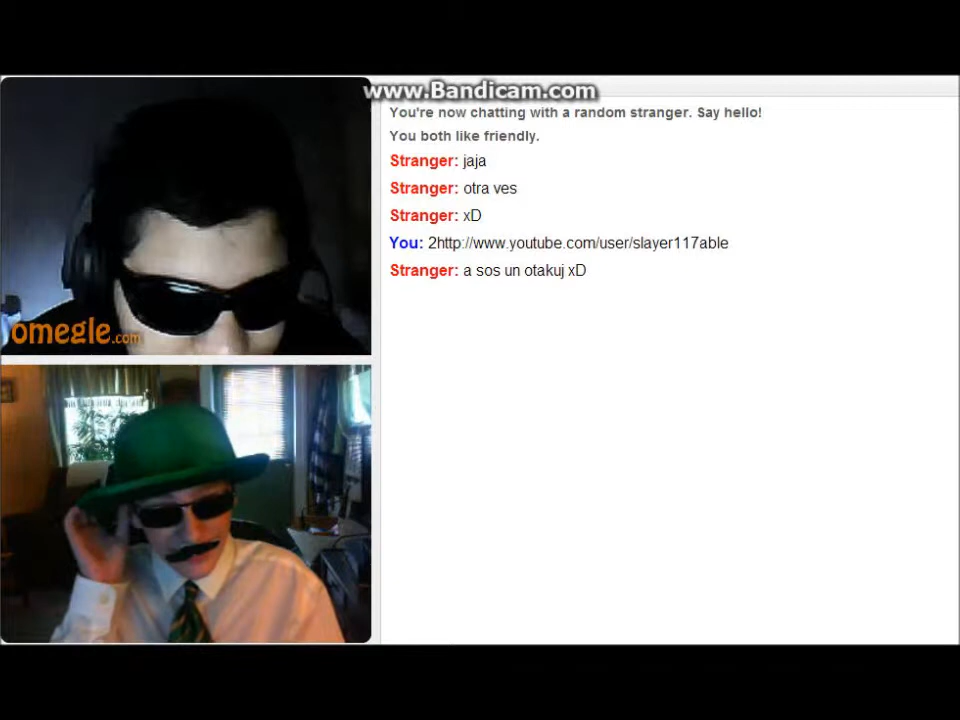 www.Bandicam.com
You're now chatting with a random stranger. Say hello!
You both like friendly.
Stranger: jaja
Stranger: otra ves
Stranger: xD
You: 2http://www.youtube.com/user/slayer117able
Stranger: a sos un otakuj xD
omegle.com